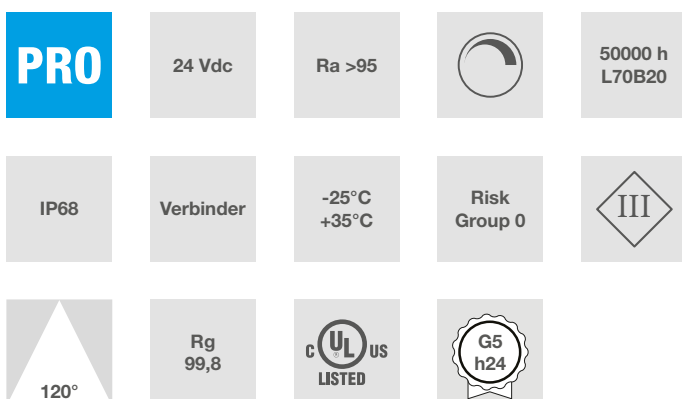 PRO
24 Vdc
Ra >95
50000 h
L70B20
IP68
Verbinder
-25°C
+35°C
Risk
Group 0
III
120°
Rg
99,8
C UL US
®
LISTED
G5
h24